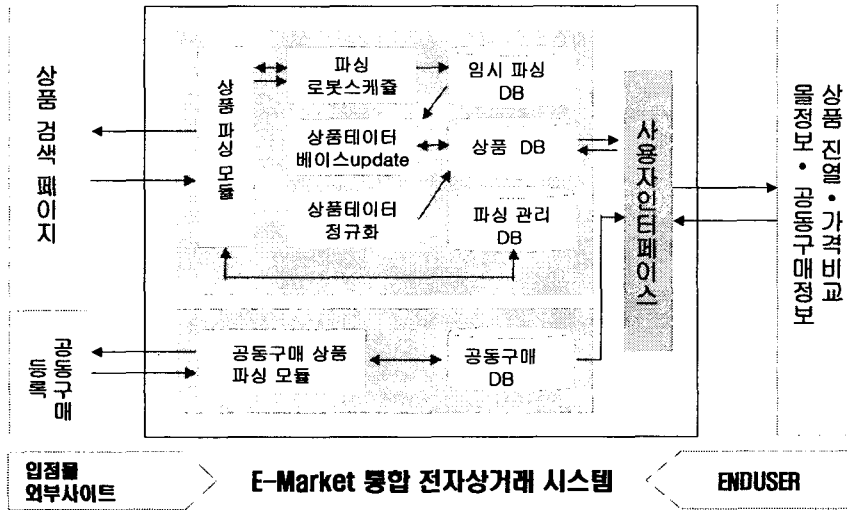 상품 검색 페이지
공동구매
등록
상품 파싱 모듈
파싱
로봇스캐쥴
임시 파싱
DB
상품테이터
베이스update
상품 DB
상품테이터
정규화
파싱 관리
DB
공동구매 상품
파싱 모듈
공동구매
DB
사용자인터페이스
상품 진열·가격비교
몰정보·공동구매정보
입점몰
외부사이트
E-Market 통합 전자상거래 시스템
ENDUSER